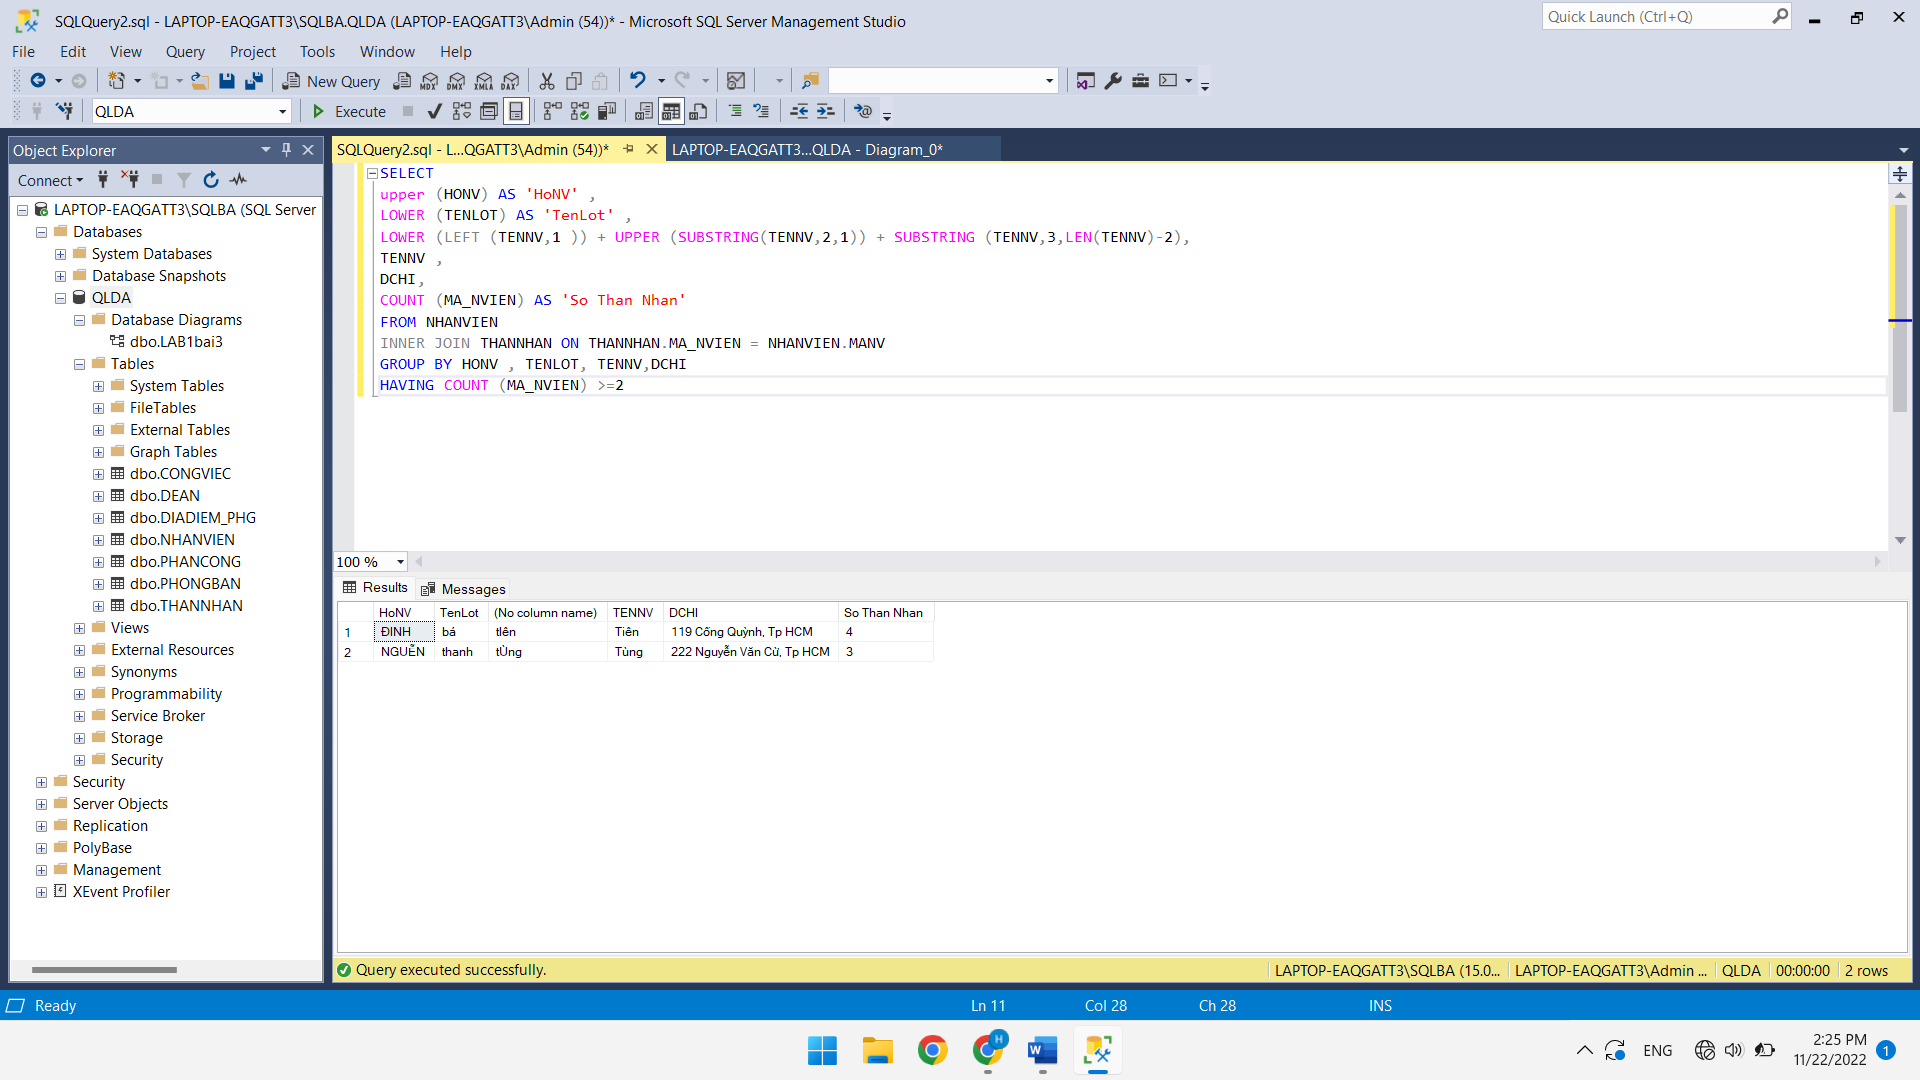 SQLQuery2.sql - LAPTOP-EAQGATT3\SQLBA.QLDA (LAPTOP-EAQGATT3\Admin (54))* - Microsoft SQL Server Management Studio
Quick Launch (Ctrl+Q)
File Edit View Query Project Tools Window Help
New Query MDX DMX XMLA DAX
QLDA Execute
Object Explorer
SQLQuery2.sql - L...QGATT3\Admin (54))* LAPTOP-EAQGATT3...QLDA - Diagram_0*
Connect
LAPTOP-EAQGATT3\SQLBA (SQL Server
Databases
System Databases
Database Snapshots
QLDA
Database Diagrams
dbo.LAB1bai3
Tables
System Tables
FileTables
External Tables
Graph Tables
dbo.CONGVIEC
dbo.DEAN
dbo.DIADIEM_PHG
dbo.NHANVIEN
dbo.PHANCONG
dbo.PHONGBAN
dbo.THANNHAN
Views
External Resources
Synonyms
Programmability
Service Broker
Storage
Security
Security
Server Objects
Replication
PolyBase
Management
XEvent Profiler
SELECT
upper (HONV) AS 'HoNV' ,
LOWER (TENLOT) AS 'TenLot' ,
LOWER (LEFT (TENNV,1 )) + UPPER (SUBSTRING(TENNV,2,1)) + SUBSTRING (TENNV,3,LEN(TENNV)-2),
TENNV ,
DCHI,
COUNT (MA_NVIEN) AS 'So Than Nhan'
FROM NHANVIEN
INNER JOIN THANNHAN ON THANNHAN.MA_NVIEN = NHANVIEN.MANV
GROUP BY HONV , TENLOT, TENNV,DCHI
HAVING COUNT (MA_NVIEN) >=2
100 %
Results Messages
HoNV TenLot (No column name) TENNV DCHI So Than Nhan
1 ĐINH bá tIên Tiên 119 Cống Quỳnh, Tp HCM 4
2 NGUỄN thanh tÙng Tùng 222 Nguyễn Văn Cừ, Tp HCM 3
Query executed successfully.
LAPTOP-EAQGATT3\SQLBA (15.0... LAPTOP-EAQGATT3\Admin ... QLDA 00:00:00 2 rows
Ready Ln 11 Col 28 Ch 28 INS
H
W
ENG
2:25 PM
11/22/2022
1